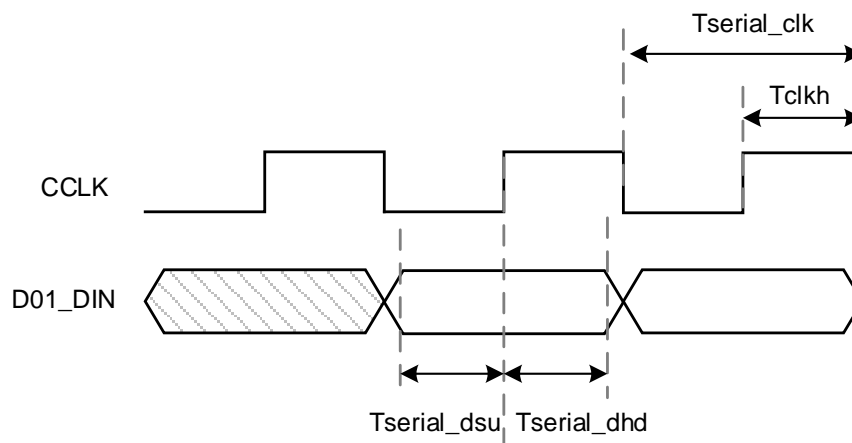 Tserial_clk
Tclkh
CCLK
D01_DIN
Tserial_dsu Tserial_dhd